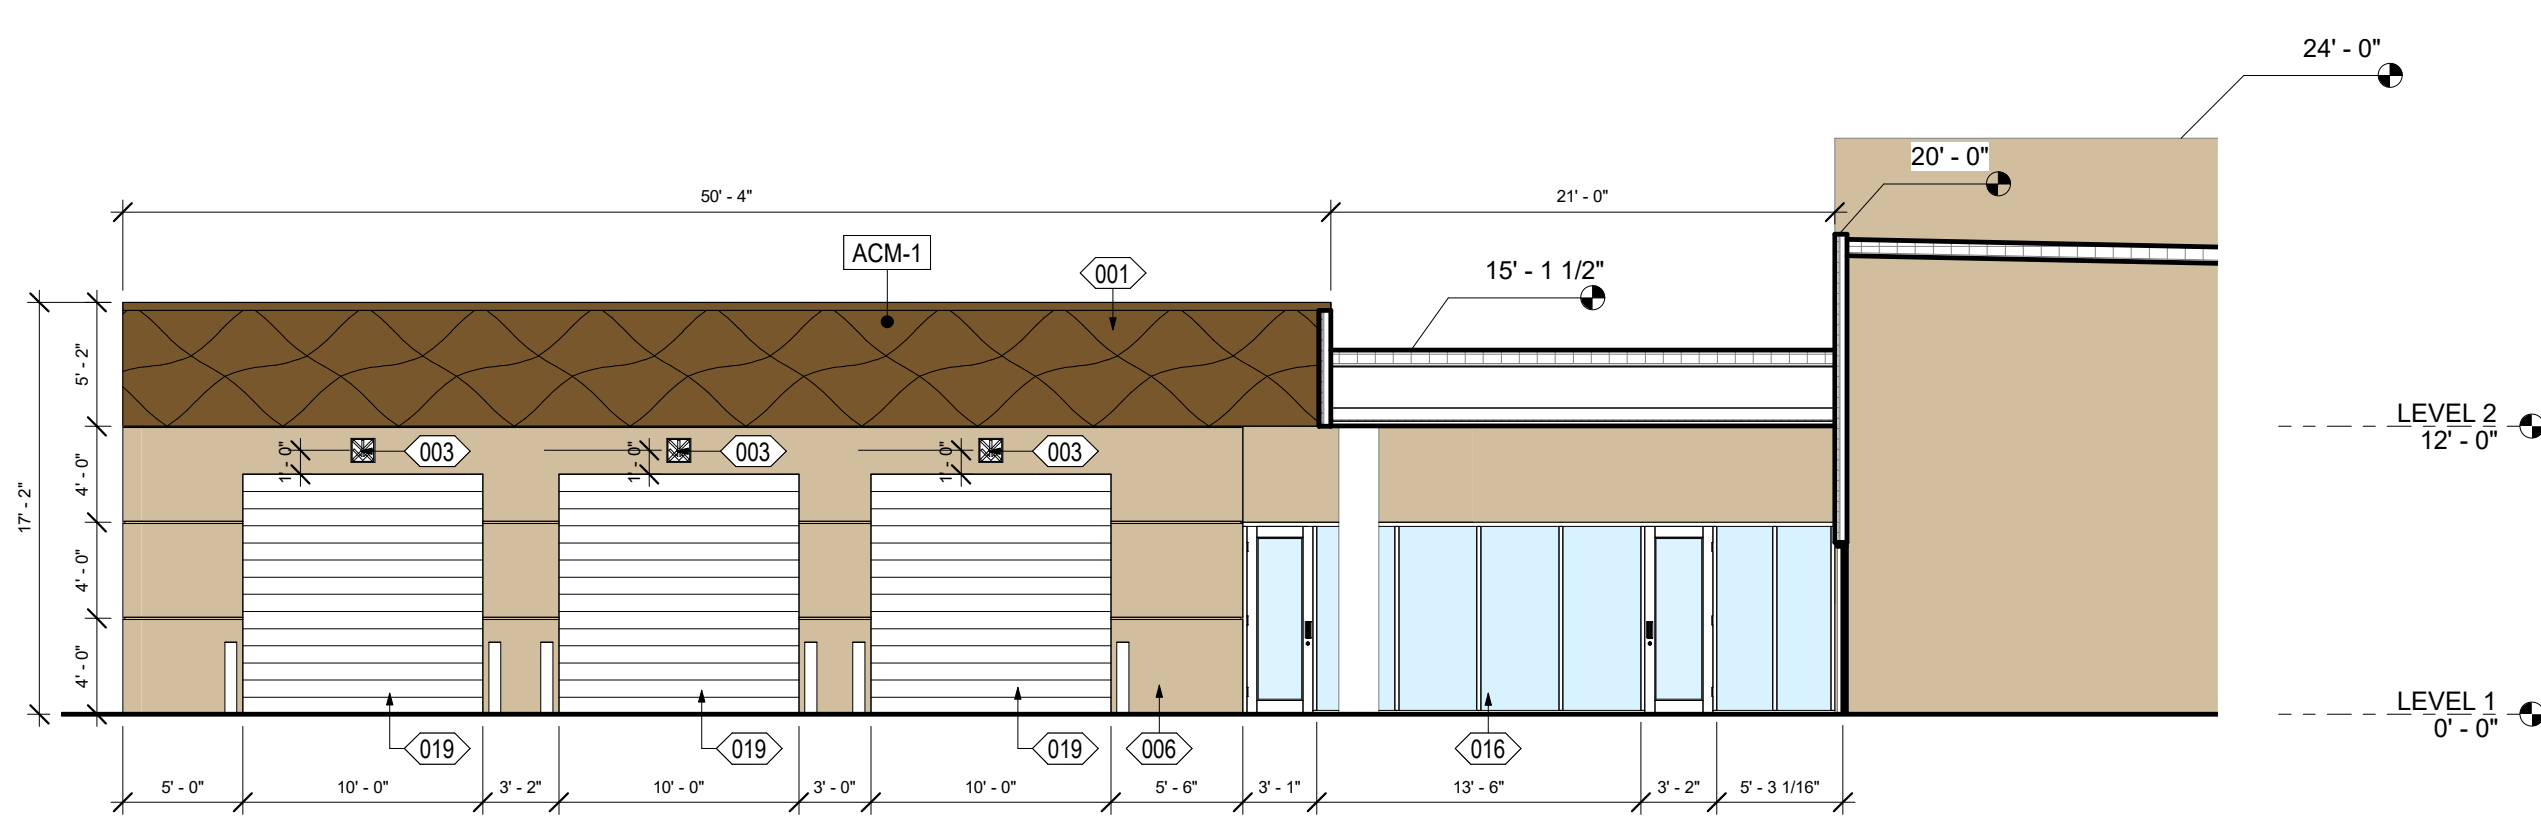 24' - 0"
20' - 0"
50' - 4"
21' - 0"
ACM-1
001
15' - 1 1/2"
5' - 2"
LEVEL 2
12' - 0"
1' - 0"
003
1' - 0"
003
1' - 0"
003
4' - 0"
17' - 2"
4' - 0"
4' - 0"
LEVEL 1
0' - 0"
019
019
019
006
016
5' - 0"
10' - 0"
3' - 2"
10' - 0"
3' - 0"
10' - 0"
5' - 6"
3' - 1"
13' - 6"
3' - 2"
5' - 3 1/16"